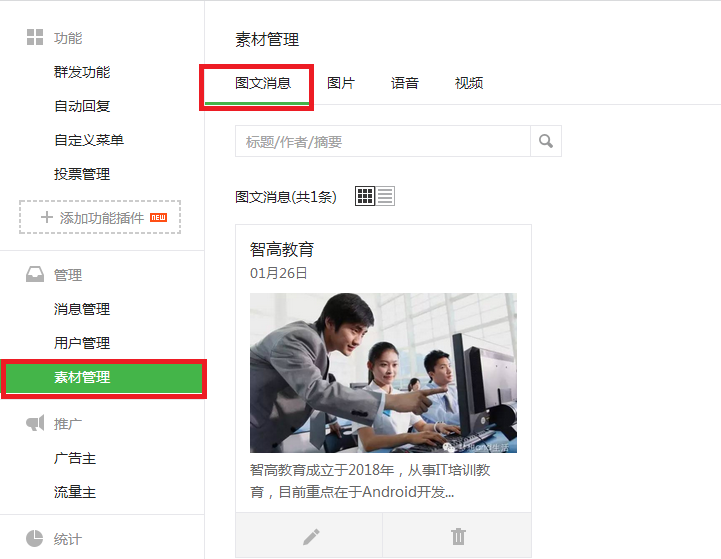 功能
群发功能
自动回复
自定义菜单
投票管理
添加功能插件 NEW
管理
消息管理
用户管理
素材管理
推广
广告主
流量主
统计
素材管理
图文消息 图片 语音 视频
标题/作者/摘要
图文消息(共1条)
智高教育
01月26日
智高教育成立于2018年，从事IT培训教
育，目前重点在于Android开发...